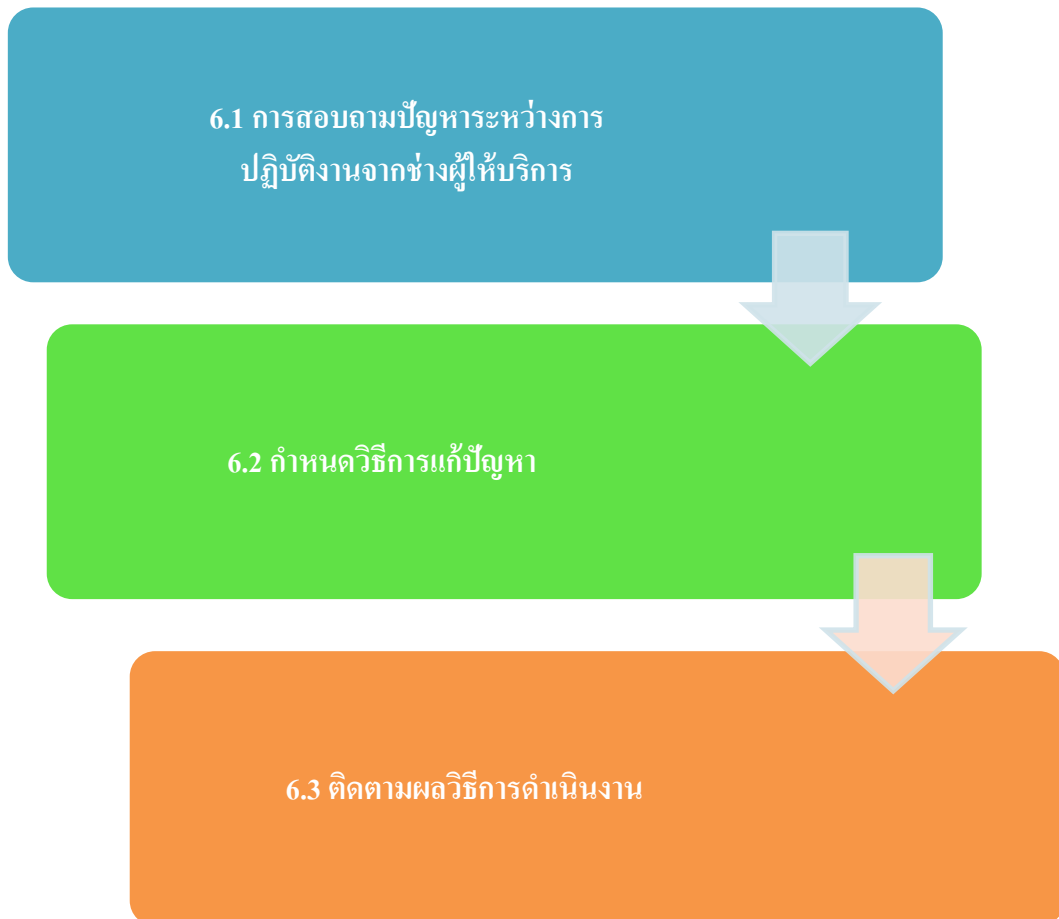 6.1 การสอบถามปัญหาระหว่างการ
ปฏิบัติงานจากช่างผู้ให้บริการ
6.2 กำหนดวิธีการแก้ปัญหา
6.3 ติดตามผลวิธีการดำเนินงาน